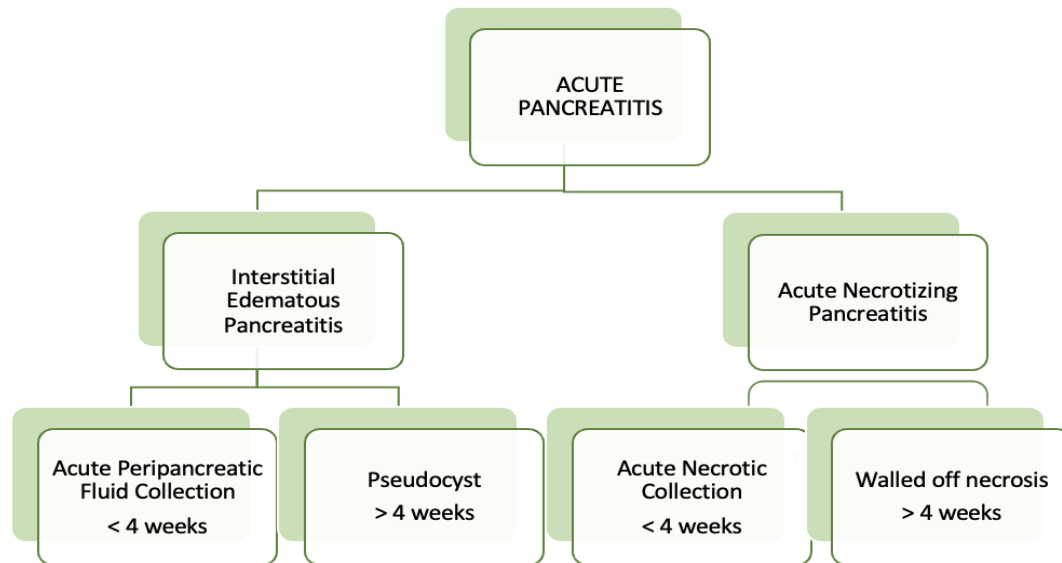 ACUTE
PANCREATITIS
Interstitial
Edematous
Pancreatitis
Acute Necrotizing
Pancreatitis
Acute Peripancreatic
Fluid Collection
< 4 weeks
Pseudocyst
> 4 weeks
Acute Necrotic
Collection
< 4 weeks
Walled off necrosis
> 4 weeks